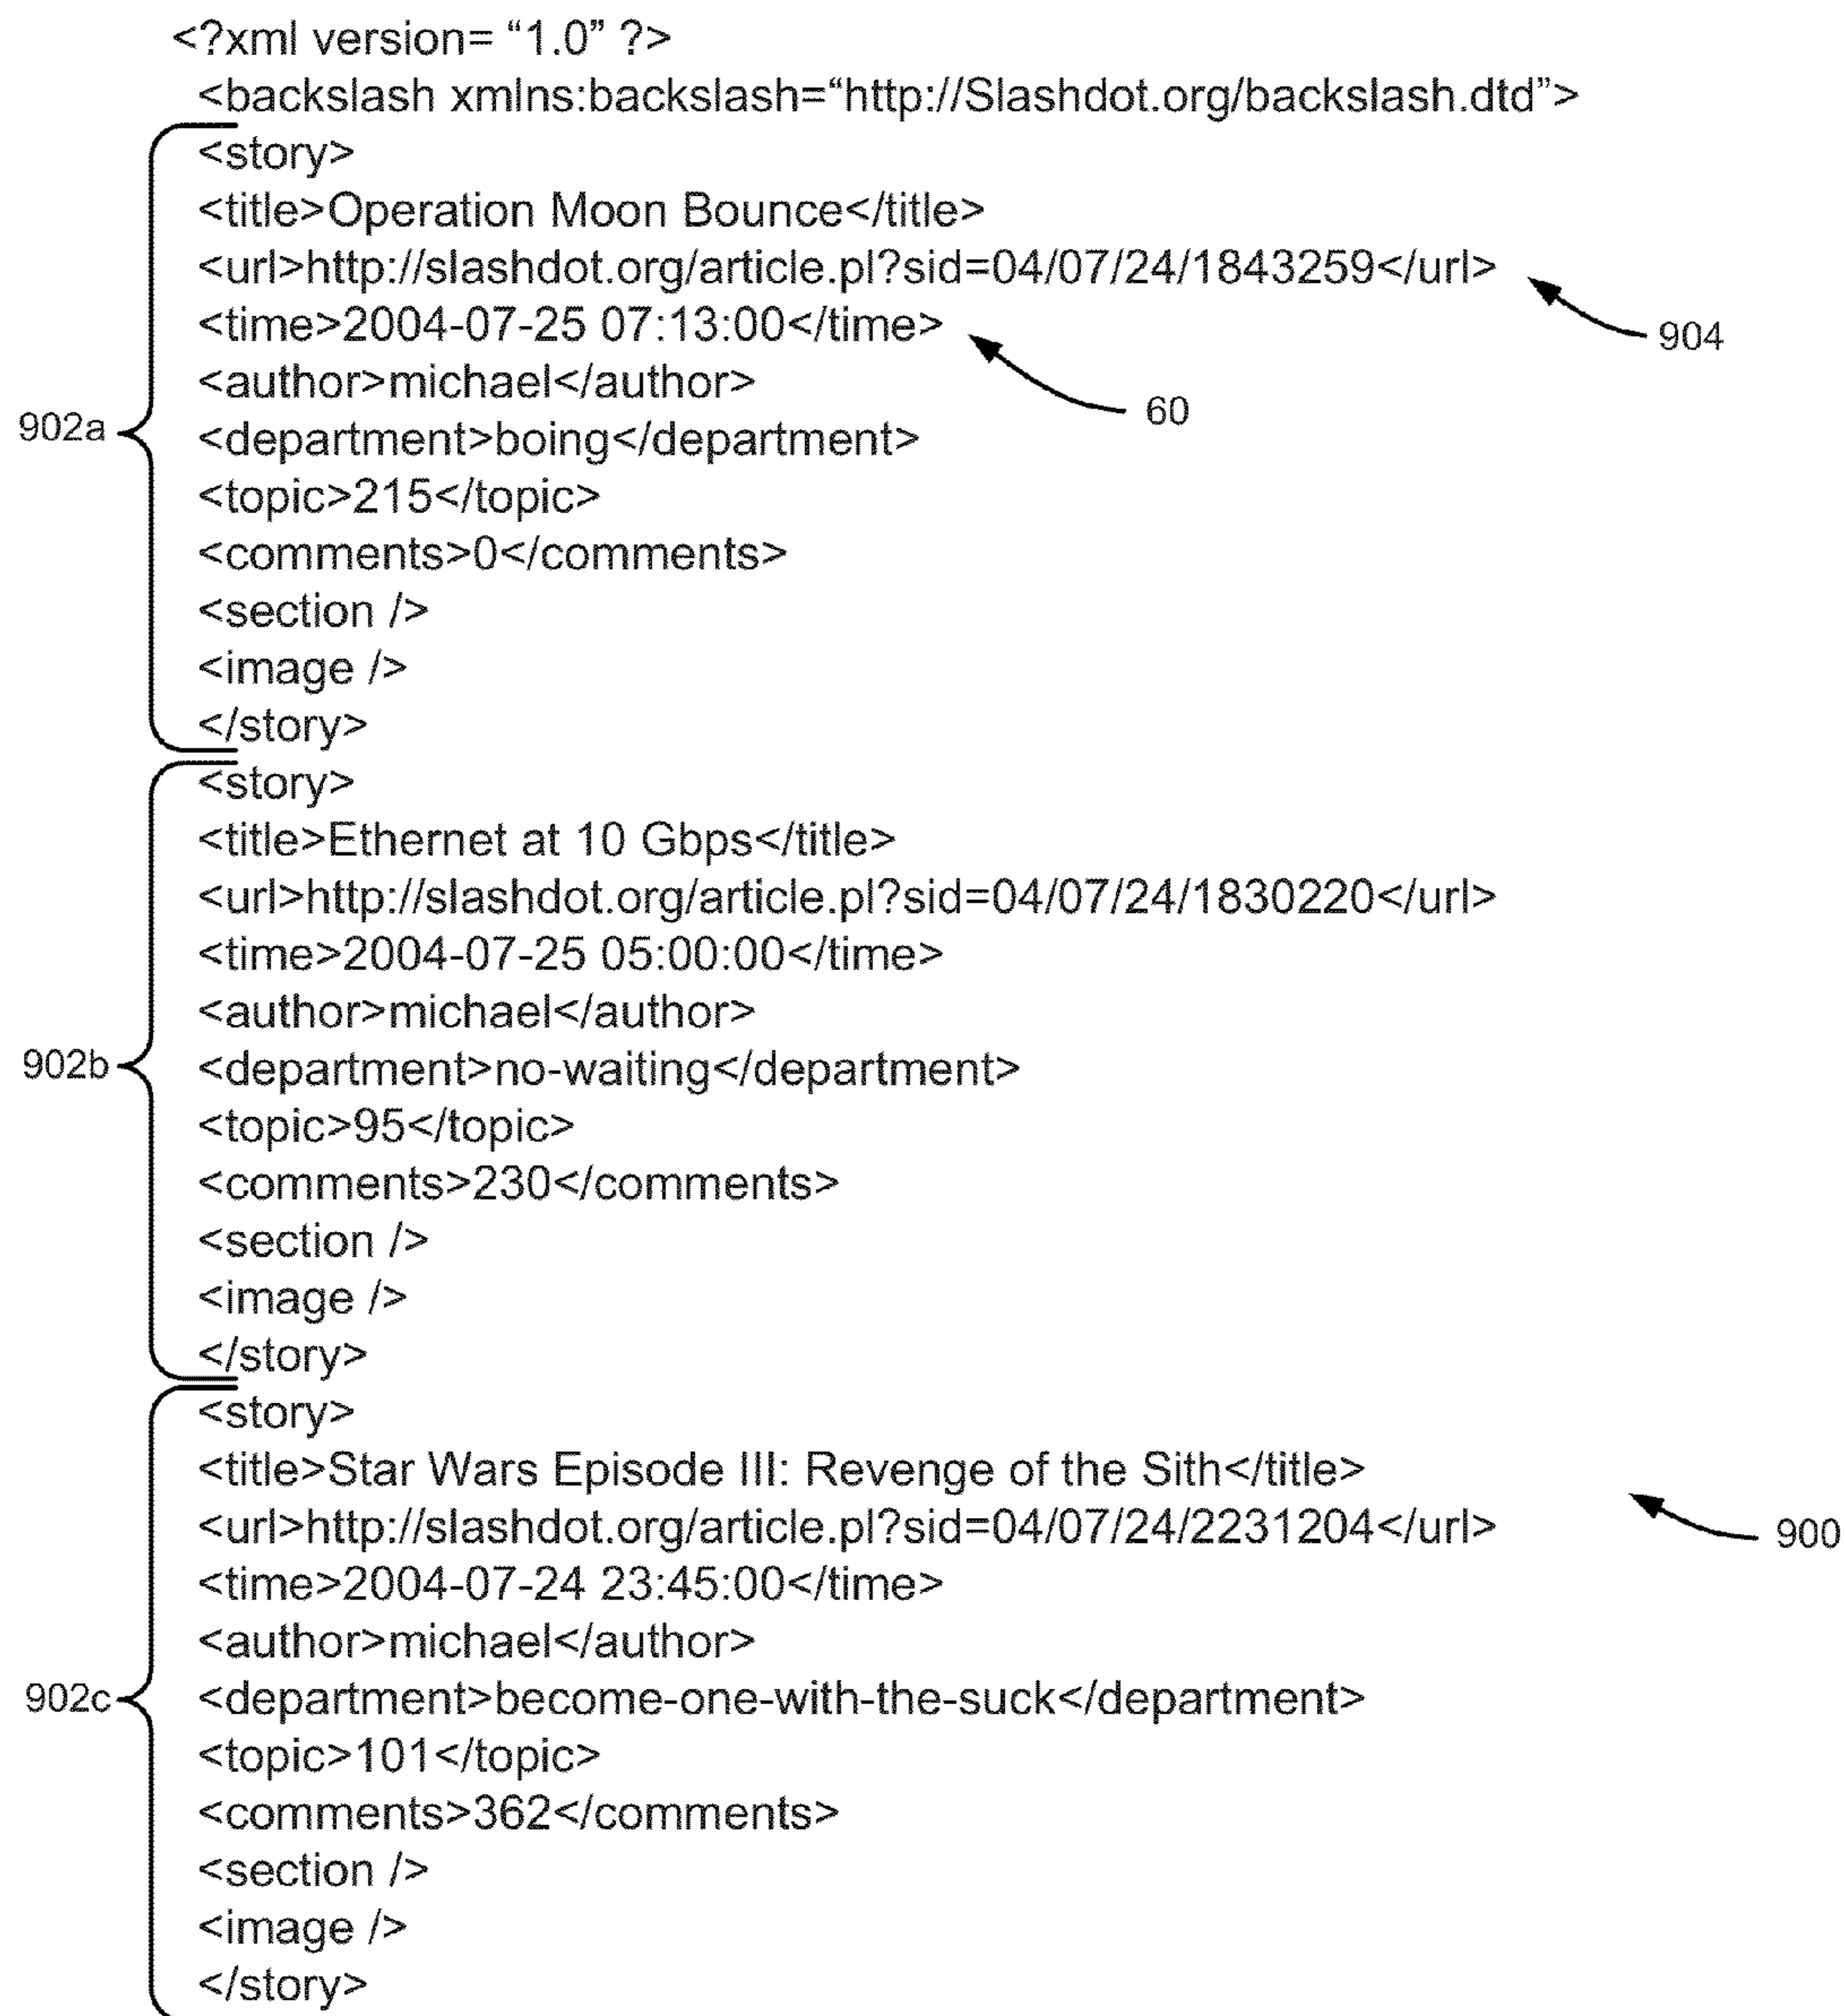 <?xml version= “1.0” ?>
<backslash xmlns:backslash=“http://Slashdot.org/backslash.dtd”>
<story>
<title>Operation Moon Bounce</title>
<url>http://slashdot.org/article.pl?sid=04/07/24/1843259</url>
904
<time>2004-07-25 07:13:00</time>
60
<author>michael</author>
902a
<department>boing</department>
<topic>215</topic>
<comments>0</comments>
<section />
<image />
</story>
<story>
<title>Ethernet at 10 Gbps</title>
<url>http://slashdot.org/article.pl?sid=04/07/24/1830220</url>
<time>2004-07-25 05:00:00</time>
<author>michael</author>
902b
<department>no-waiting</department>
<topic>95</topic>
<comments>230</comments>
<section />
<image />
</story>
<story>
<title>Star Wars Episode III: Revenge of the Sith</title>
<url>http://slashdot.org/article.pl?sid=04/07/24/2231204</url>
900
<time>2004-07-24 23:45:00</time>
<author>michael</author>
902c
<department>become-one-with-the-suck</department>
<topic>101</topic>
<comments>362</comments>
<section />
<image />
</story>